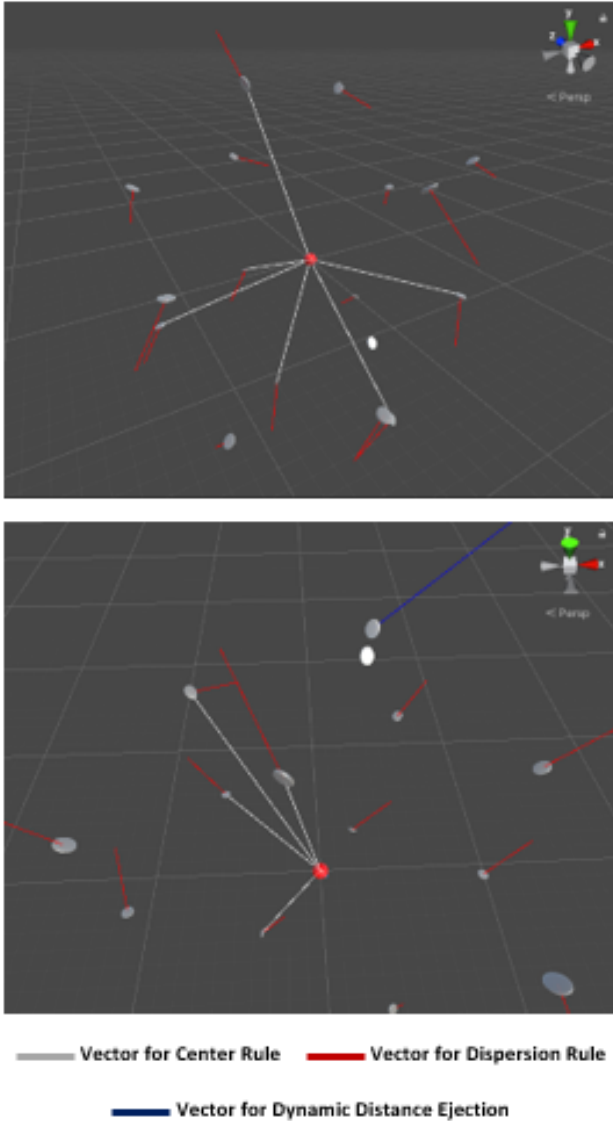 y
z
x
< Persp
y
x
< Persp
Vector for Center Rule Vector for Dispersion Rule
Vector for Dynamic Distance Ejection